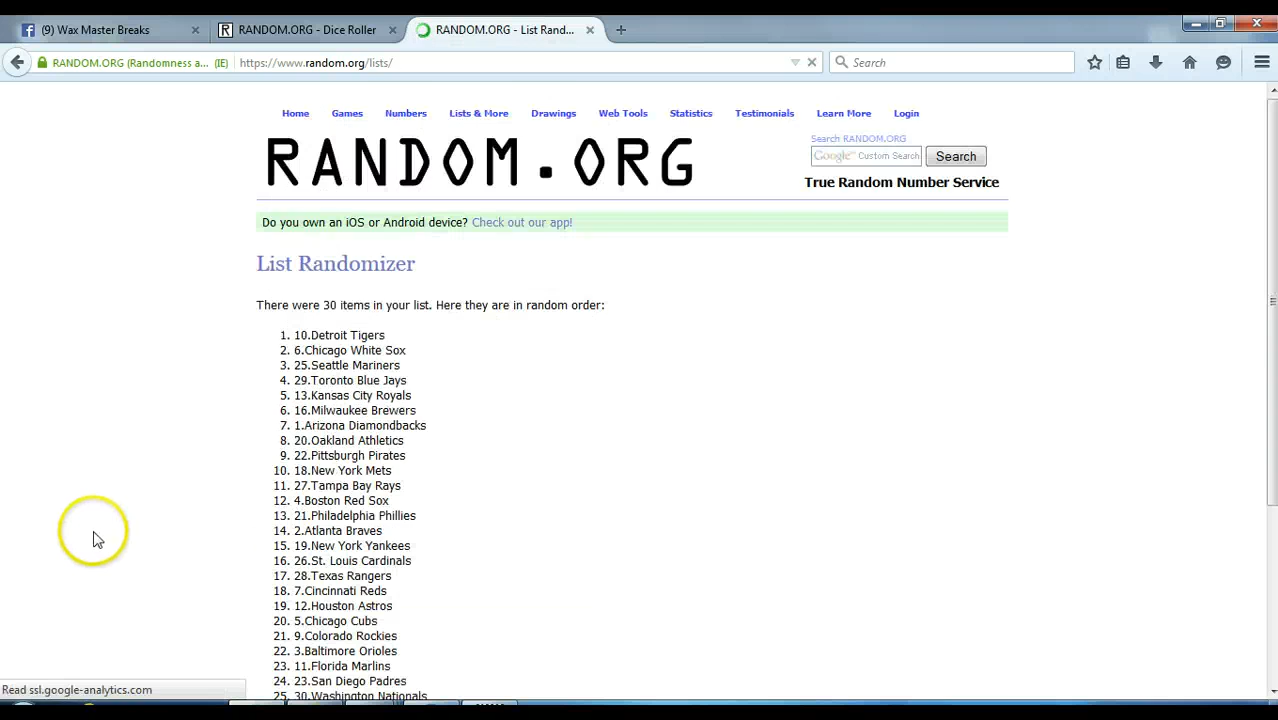 (9) Wax Master Breaks
RANDOM.ORG - Dice Roller
RANDOM.ORG - List Rand...
RANDOM.ORG (Randomness a... (IE)
https://www.random.org/lists/
Search
Home Games Numbers Lists & More Drawings Web Tools Statistics Testimonials Learn More Login
RANDOM.ORG
Search RANDOM.ORG
Google™ Custom Search
Search
True Random Number Service
Do you own an iOS or Android device? Check out our app!
List Randomizer
There were 30 items in your list. Here they are in random order:
1. 10.Detroit Tigers
2. 6.Chicago White Sox
3. 25.Seattle Mariners
4. 29.Toronto Blue Jays
5. 13.Kansas City Royals
6. 16.Milwaukee Brewers
7. 1.Arizona Diamondbacks
8. 20.Oakland Athletics
9. 22.Pittsburgh Pirates
10. 18.New York Mets
11. 27.Tampa Bay Rays
12. 4.Boston Red Sox
13. 21.Philadelphia Phillies
14. 2.Atlanta Braves
15. 19.New York Yankees
16. 26.St. Louis Cardinals
17. 28.Texas Rangers
18. 7.Cincinnati Reds
19. 12.Houston Astros
20. 5.Chicago Cubs
21. 9.Colorado Rockies
22. 3.Baltimore Orioles
23. 11.Florida Marlins
24. 23.San Diego Padres
25. 30.Washington Nationals
Read ssl.google-analytics.com